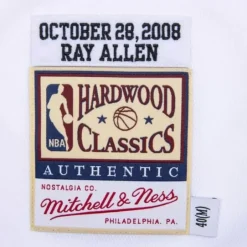 OCTOBER 28, 2008
RAY ALLEN
HARDWOOD
NBA
CLASSICS
AUTHENTIC
NOSTALGIA CO.
Mitchell & Ness
PHILADELPHIA, PA.
40(M)